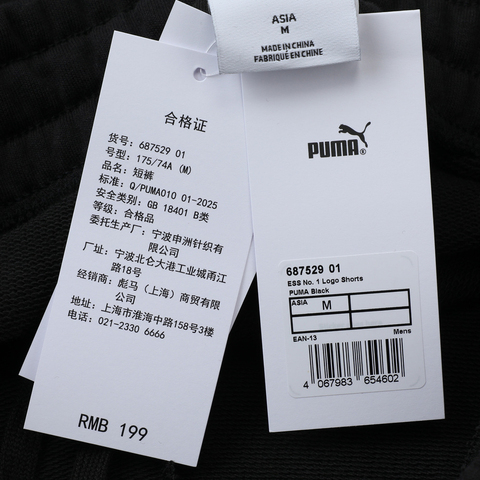 ASIA
M
MADE IN CHINA
FABRIQUÉ EN CHINE
合格证
货号: 687529 01
号型: 175/74A (M)
品名: 短裤
标准: Q/PUMA010 01-2025
安全类别: GB 18401 B类
等级: 合格品
委托生产厂: 宁波申洲针织有
限公司
厂址: 宁波北仑大港工业城甬江
路18号
经销商: 彪马（上海）商贸有限
公司
地址: 上海市淮海中路158号3楼
电话: 021-2330 6666
RMB 199
PUMA
687529 01
ESS No. 1 Logo Shorts
PUMA Black
ASIA M
EAN-13 Mens
4 067983 654602